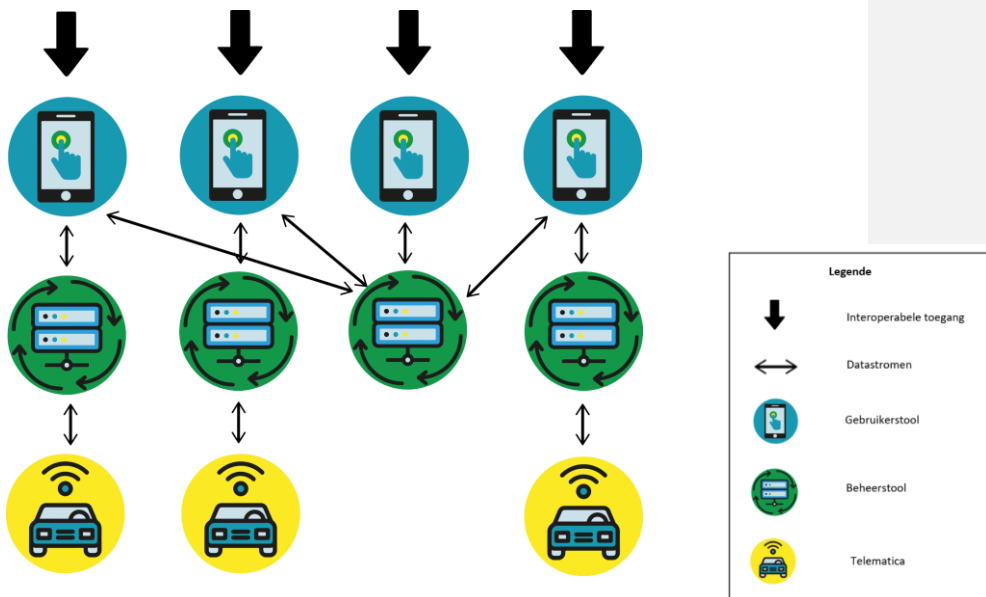 Legende
Interoperabele toegang
Datastromen
Gebruikerstool
Beheerstool
Telematica